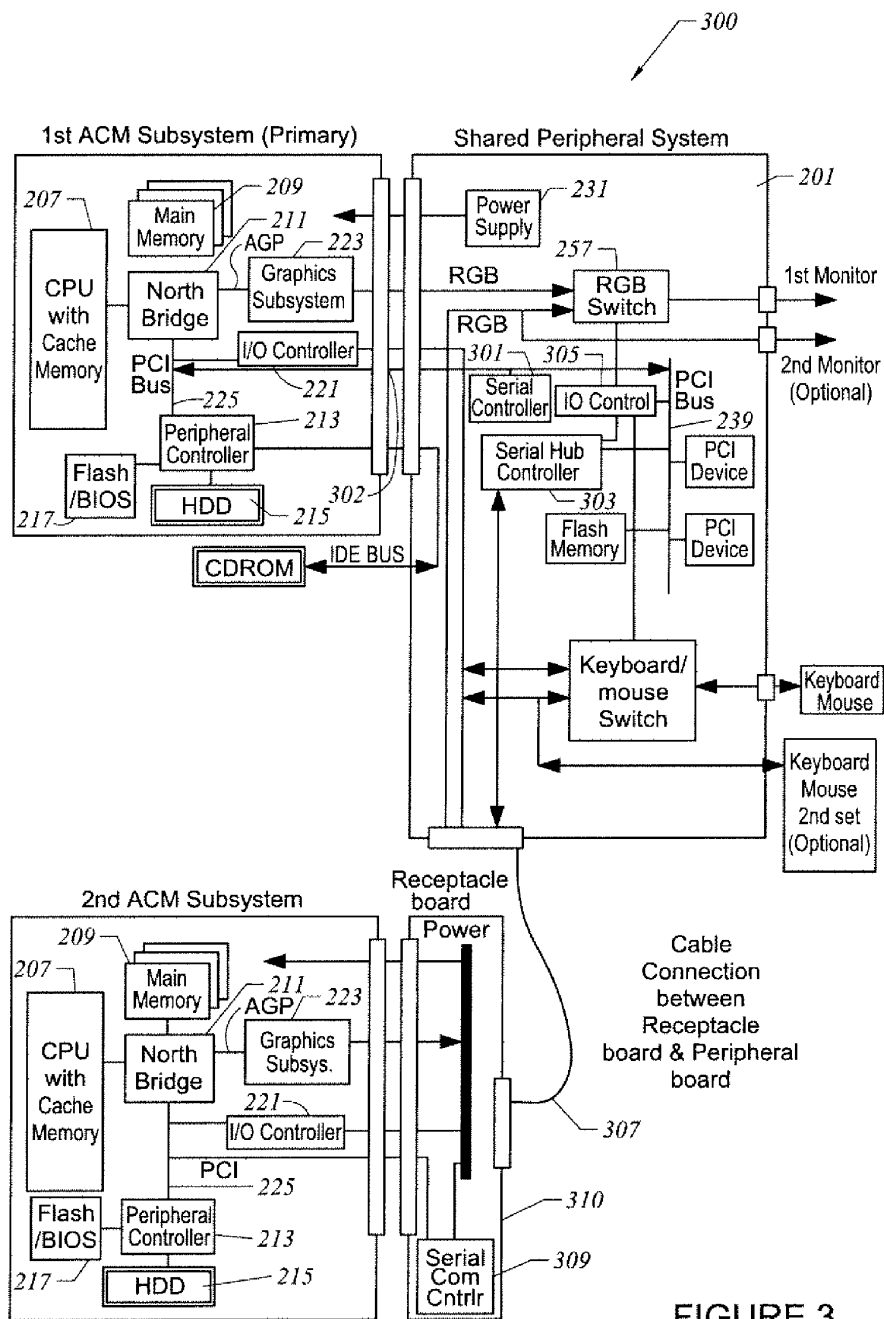 300
1st ACM Subsystem (Primary)
Shared Peripheral System
207
209
Main
Memory
211
AGP
223
CPU
with
Cache
Memory
North
Bridge
Graphics
Subsystem
I/O Controller
221
PCI
Bus
225
213
Peripheral
Controller
Flash
/BIOS
217
HDD
215
302
CDROM
IDE BUS
231
201
Power
Supply
257
RGB
RGB
Switch
1st Monitor
RGB
2nd Monitor
(Optional)
301
305
Serial
Controller
IO Control
PCI
Bus
239
Serial Hub
Controller
303
PCI
Device
Flash
Memory
PCI
Device
Keyboard/
mouse
Switch
Keyboard
Mouse
Keyboard
Mouse
2nd set
(Optional)
2nd ACM Subsystem
Receptacle
board
Power
209
207
Main
Memory
211
AGP
223
CPU
with
Cache
Memory
North
Bridge
Graphics
Subsys.
221
I/O Controller
PCI
225
Flash
/BIOS
Peripheral
Controller
213
217
HDD
215
Cable
Connection
between
Receptacle
board & Peripheral
board
307
310
309
Serial
Com
Cntrlr
FIGURE 3